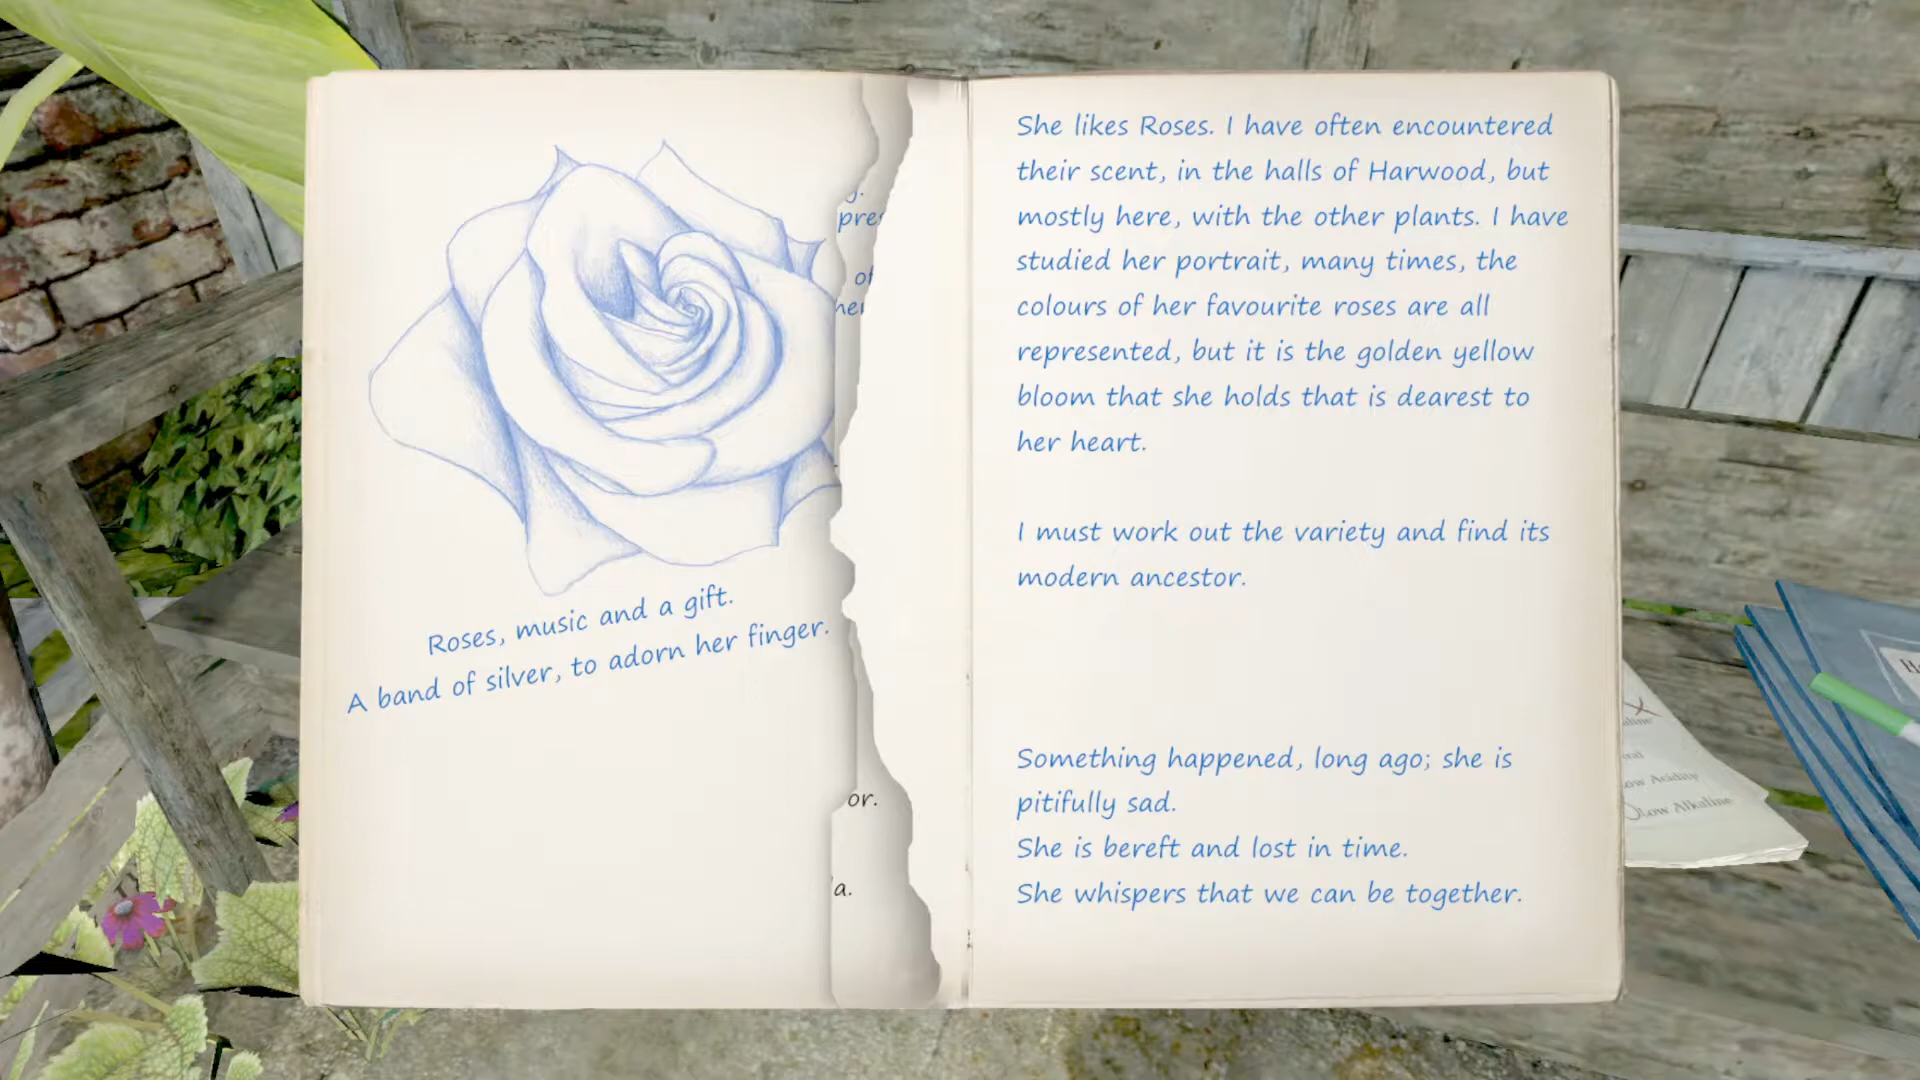 Roses, music and a gift.
A band of silver, to adorn her finger.
of
or.
a.
She likes Roses. I have often encountered
their scent, in the halls of Harwood, but
mostly here, with the other plants. I have
studied her portrait, many times, the
colours of her favourite roses are all
represented, but it is the golden yellow
bloom that she holds that is dearest to
her heart.
I must work out the variety and find its
modern ancestor.
Something happened, long ago; she is
pitifully sad.
She is bereft and lost in time.
She whispers that we can be together.
Low Alkaline